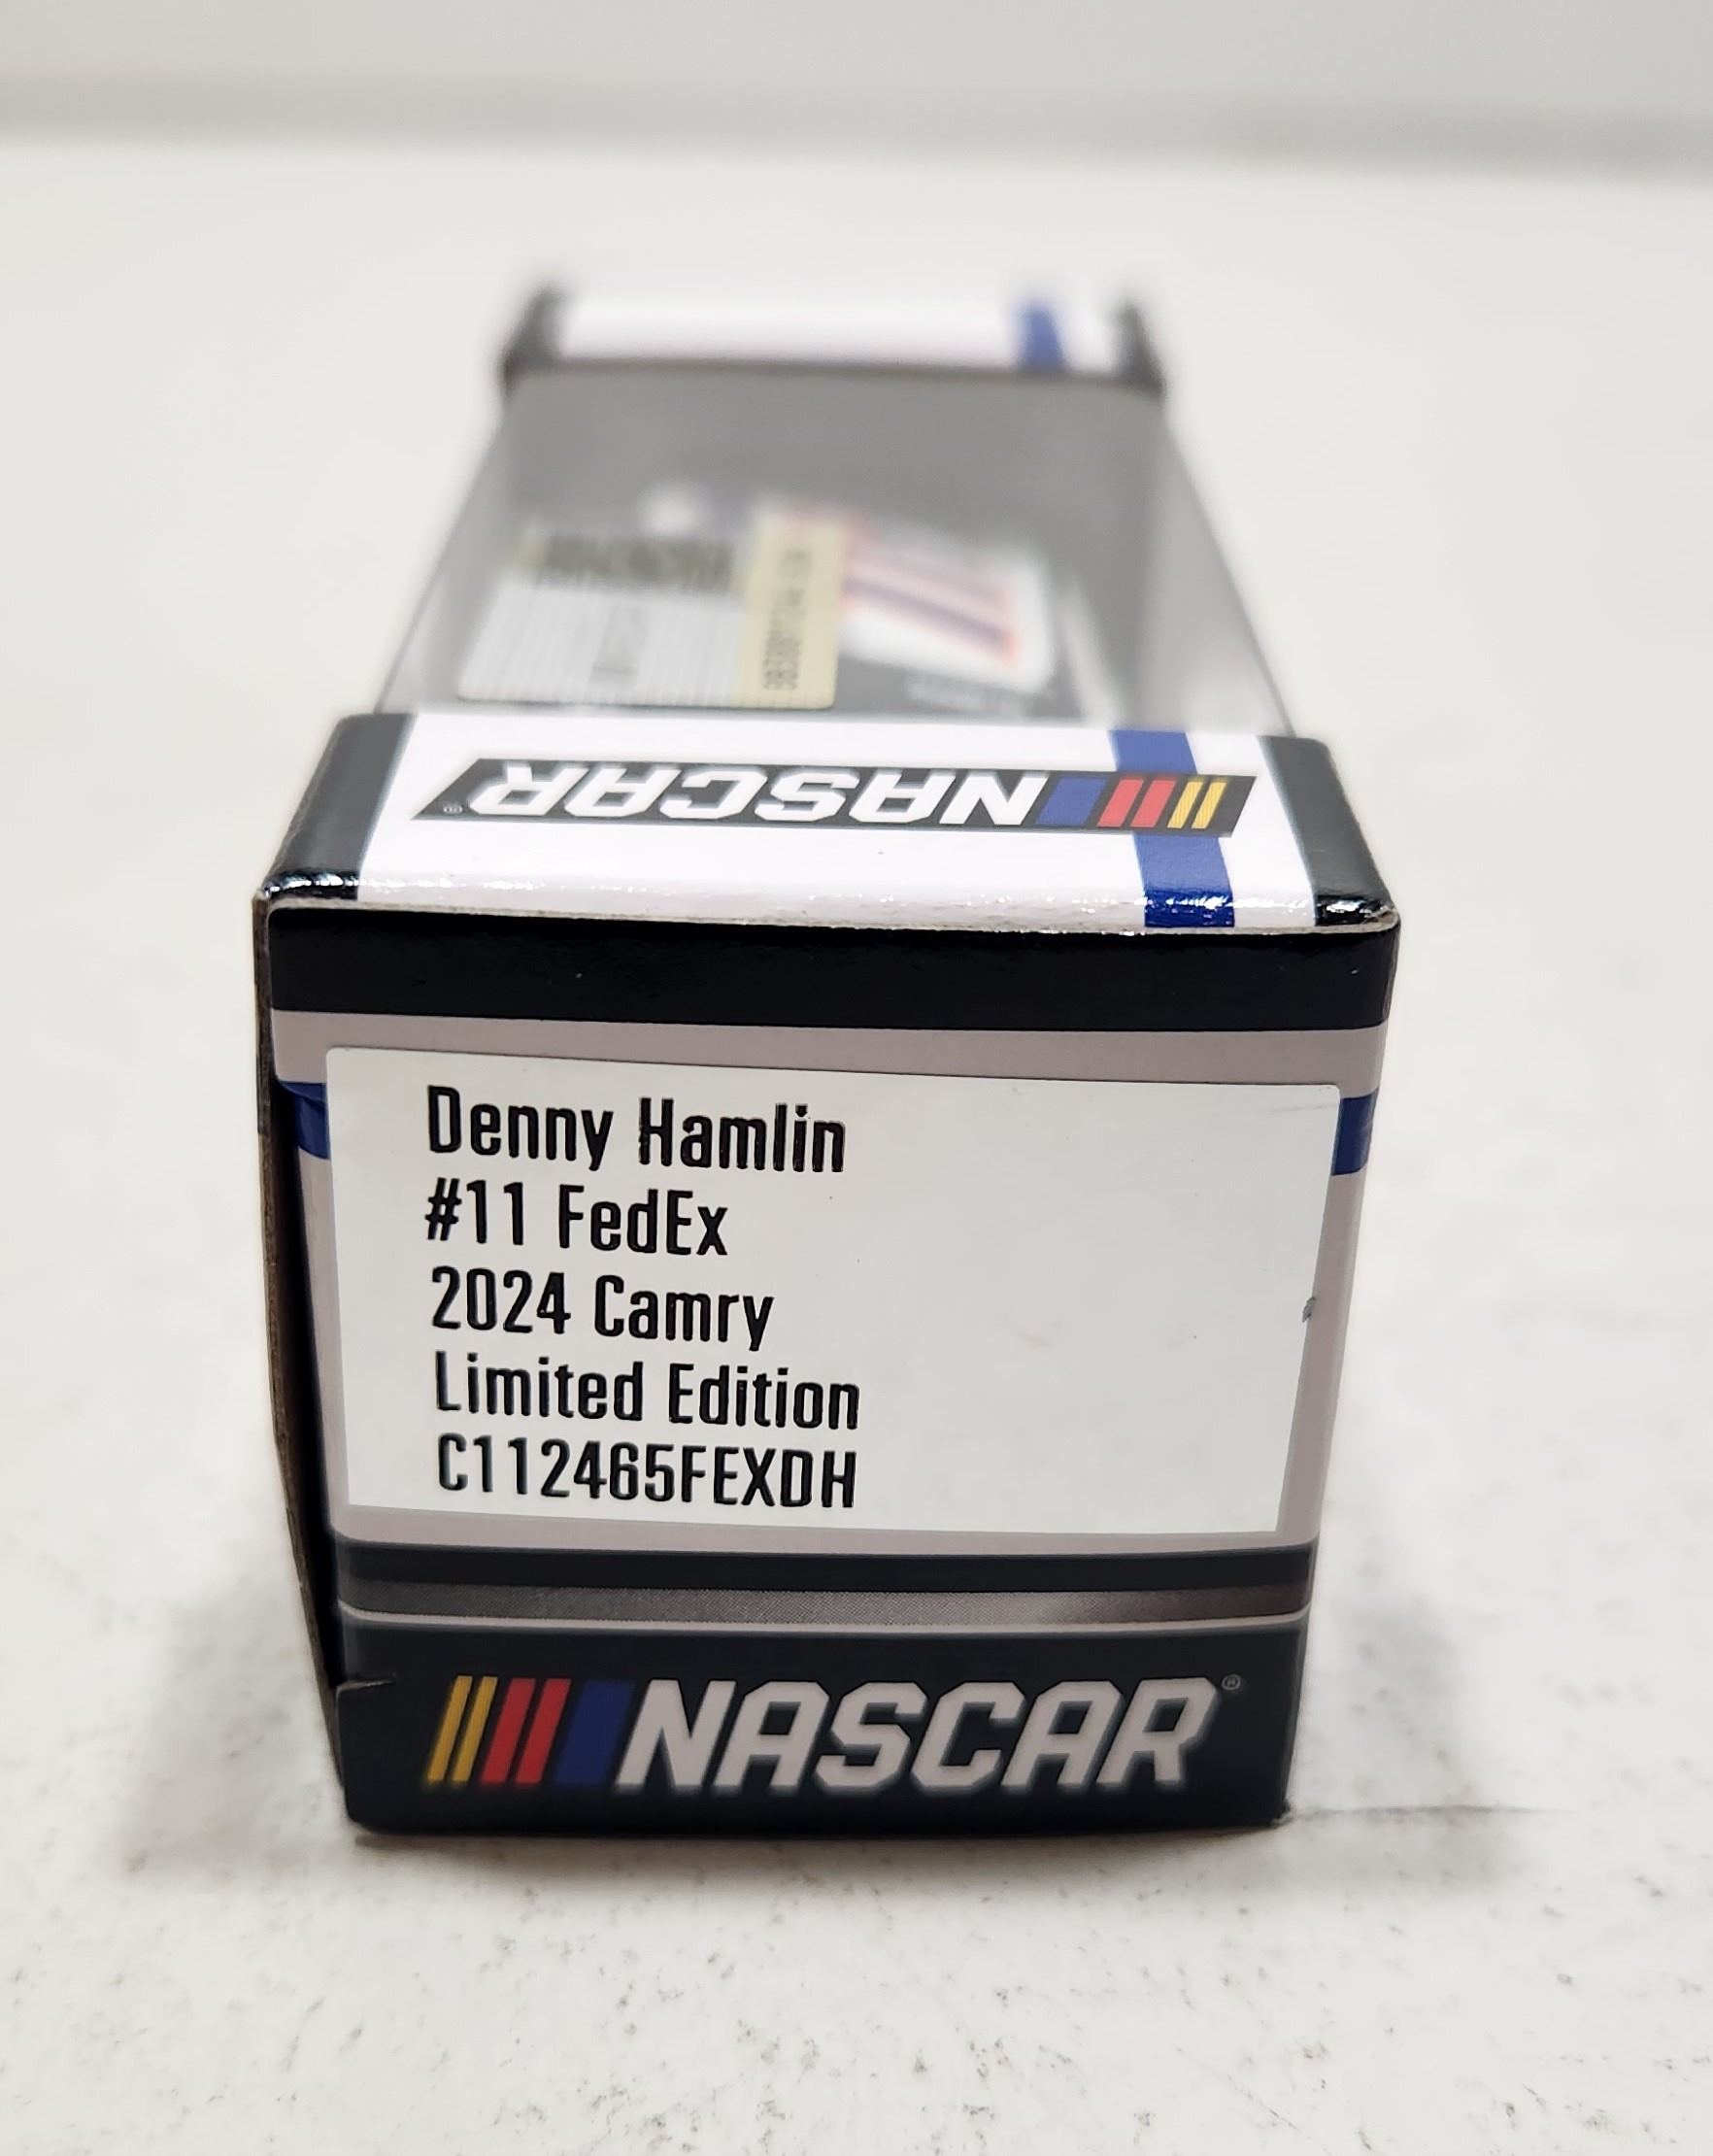 NASCAR®
Denny Hamlin
#11 FedEx
2024 Camry
Limited Edition
C112465FEXDH
NASCAR®